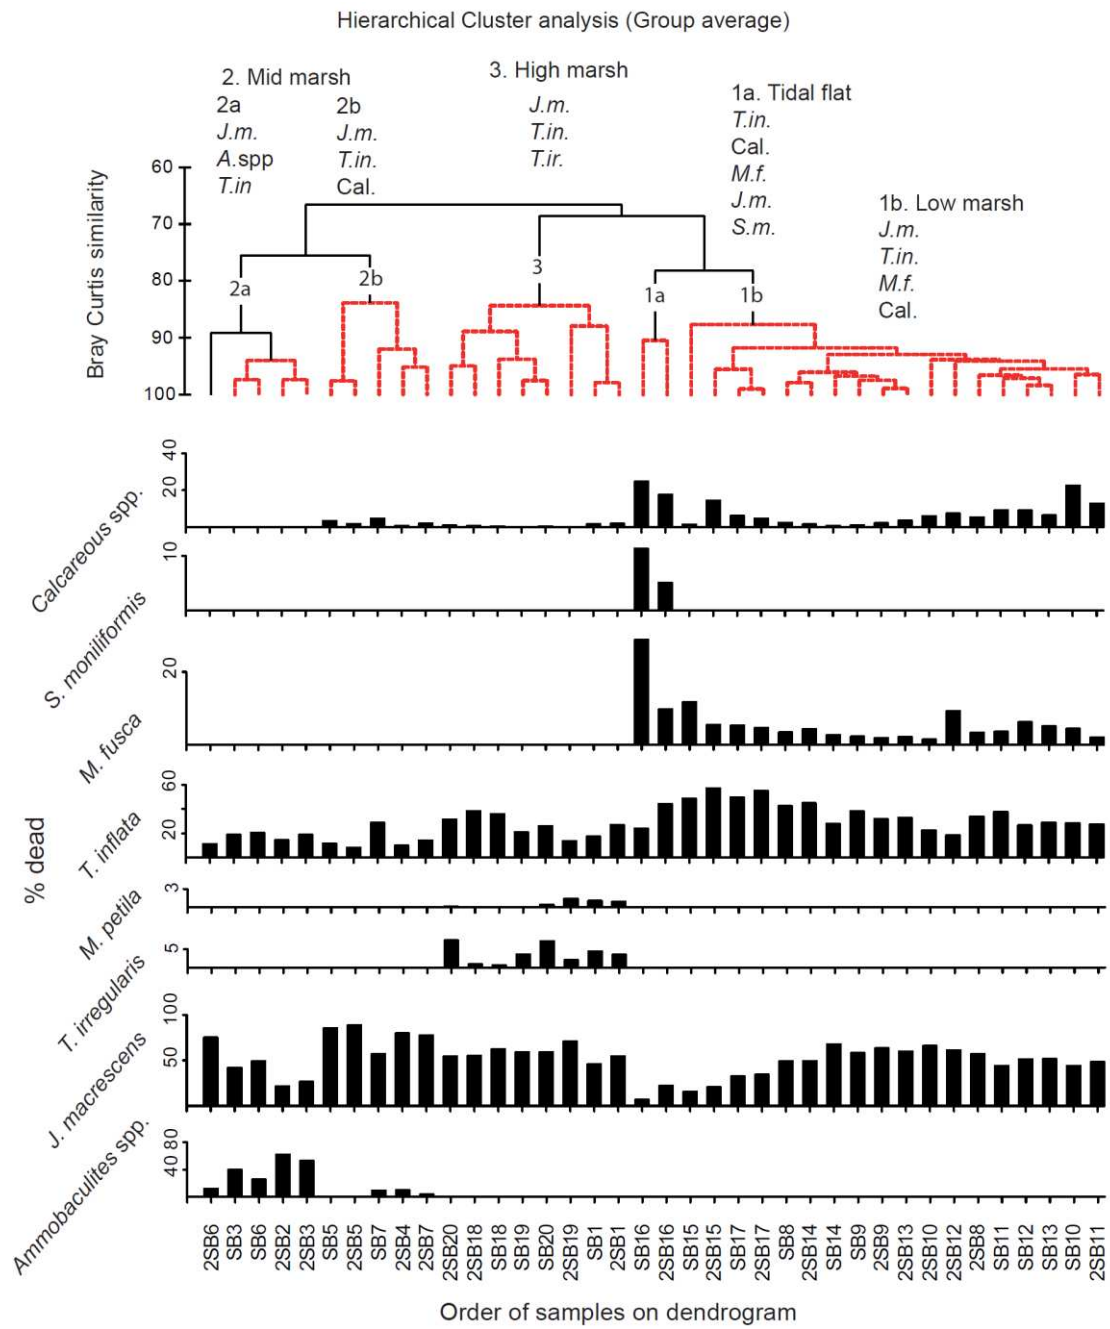 Hierarchical Cluster analysis (Group average)
2. Mid marsh
2a
J.m.
A.spp
T.in
2b
J.m.
T.in.
Cal.
3. High marsh
J.m.
T.in.
T.ir.
1a. Tidal flat
T.in.
Cal.
M.f.
J.m.
S.m.
1b. Low marsh
J.m.
T.in.
M.f.
Cal.
Bray Curtis similarity
60
70
80
90
100
2a
2b
3
1a
1b
40
20
Calcareous spp.
10
S. moniliformis
20
M. fusca
60
20
T. inflata
% dead
3
M. petila
5
T. irregularis
100
50
J. macrescens
80
40
Ammobaculites spp.
2SB6
SB3
SB6
2SB2
2SB3
SB5
2SB5
SB7
2SB4
2SB7
2SB20
2SB18
SB18
SB19
SB20
2SB19
SB1
2SB1
SB16
2SB16
SB15
2SB15
SB17
2SB17
SB8
2SB14
SB14
SB9
2SB9
2SB13
2SB10
2SB12
2SB8
SB11
SB12
SB13
SB10
2SB11
Order of samples on dendrogram